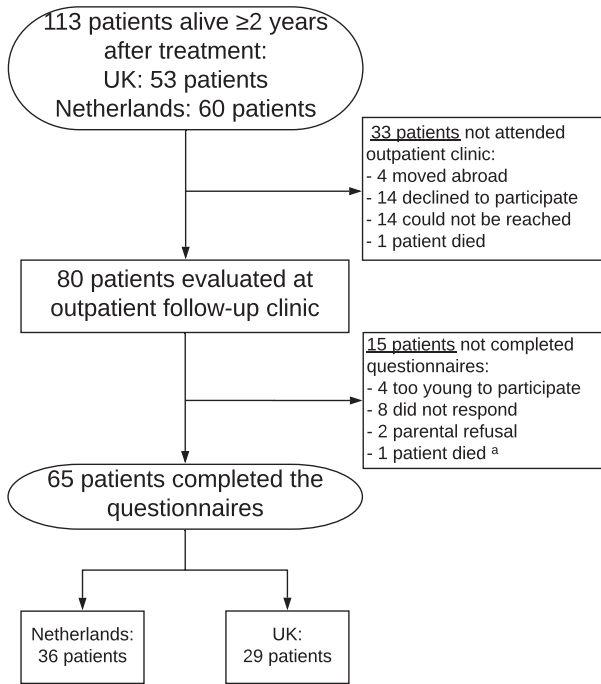 113 patients alive ≥2 years
after treatment:
UK: 53 patients
Netherlands: 60 patients
33 patients not attended
outpatient clinic:
- 4 moved abroad
- 14 declined to participate
- 14 could not be reached
- 1 patient died
80 patients evaluated at
outpatient follow-up clinic
15 patients not completed
questionnaires:
- 4 too young to participate
- 8 did not respond
- 2 parental refusal
- 1 patient died a
65 patients completed the
questionnaires
Netherlands:
36 patients
UK:
29 patients